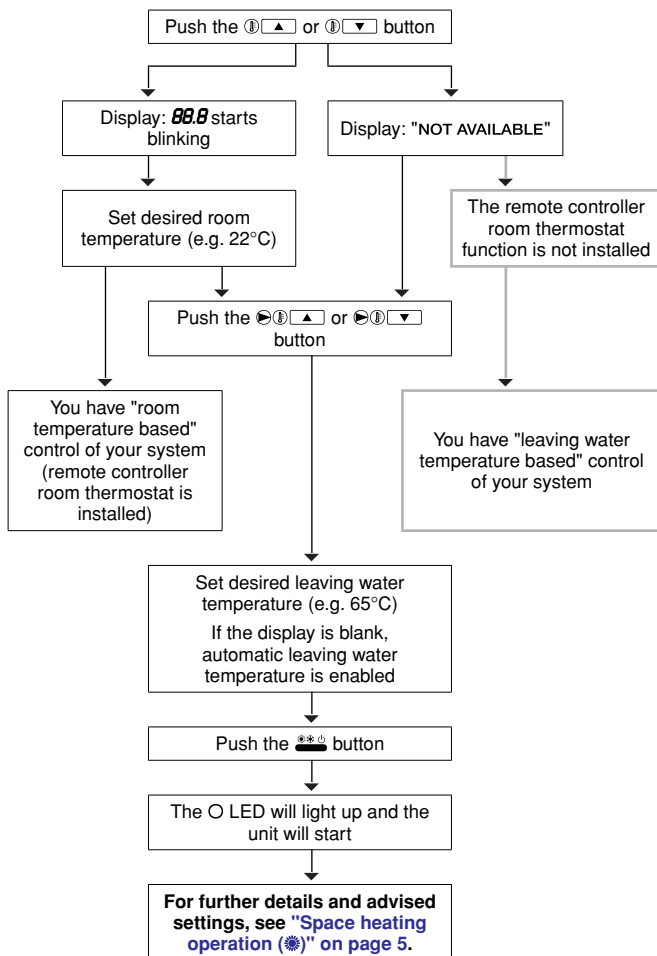 Push the ▲ or ▼ button
Display: 88.8 starts
blinking
Display: "NOT AVAILABLE"
Set desired room
temperature (e.g. 22°C)
The remote controller
room thermostat
function is not installed
Push the ▲ or ▼
button
You have "room
temperature based"
control of your system
(remote controller
room thermostat is
installed)
You have "leaving water
temperature based" control
of your system
Set desired leaving water
temperature (e.g. 65°C)
If the display is blank,
automatic leaving water
temperature is enabled
Push the button
The LED will light up and the
unit will start
For further details and advised
settings, see "Space heating
operation (☀)" on page 5.